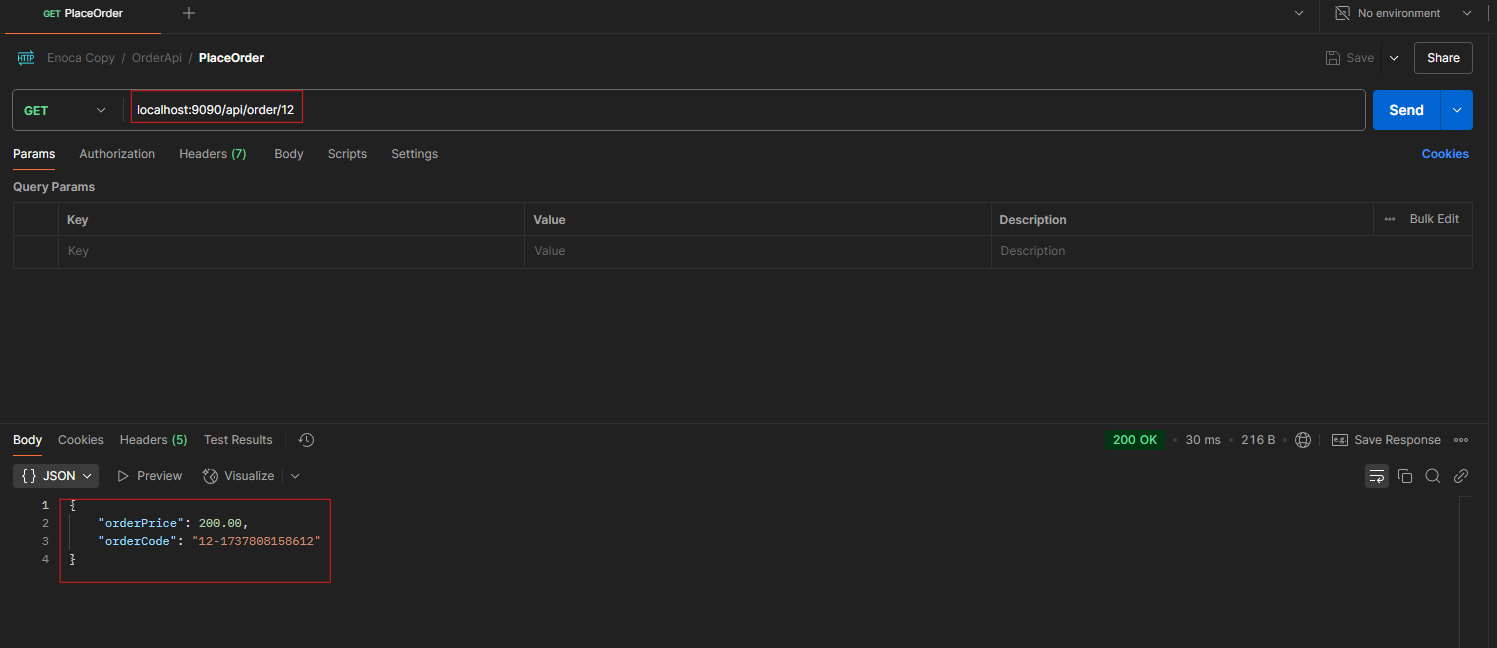 GET PlaceOrder
No environment
HTTP Enoca Copy / OrderApi / PlaceOrder
Save Share
GET localhost:9090/api/order/12 Send
Params Authorization Headers (7) Body Scripts Settings Cookies
Query Params
Key Value Description Bulk Edit
Key Value Description
Body Cookies Headers (5) Test Results 200 OK 30 ms 216 B e.g. Save Response
{} JSON Preview Visualize
1 {
2 "orderPrice": 200.00,
3 "orderCode": "12-1737808158612"
4 }